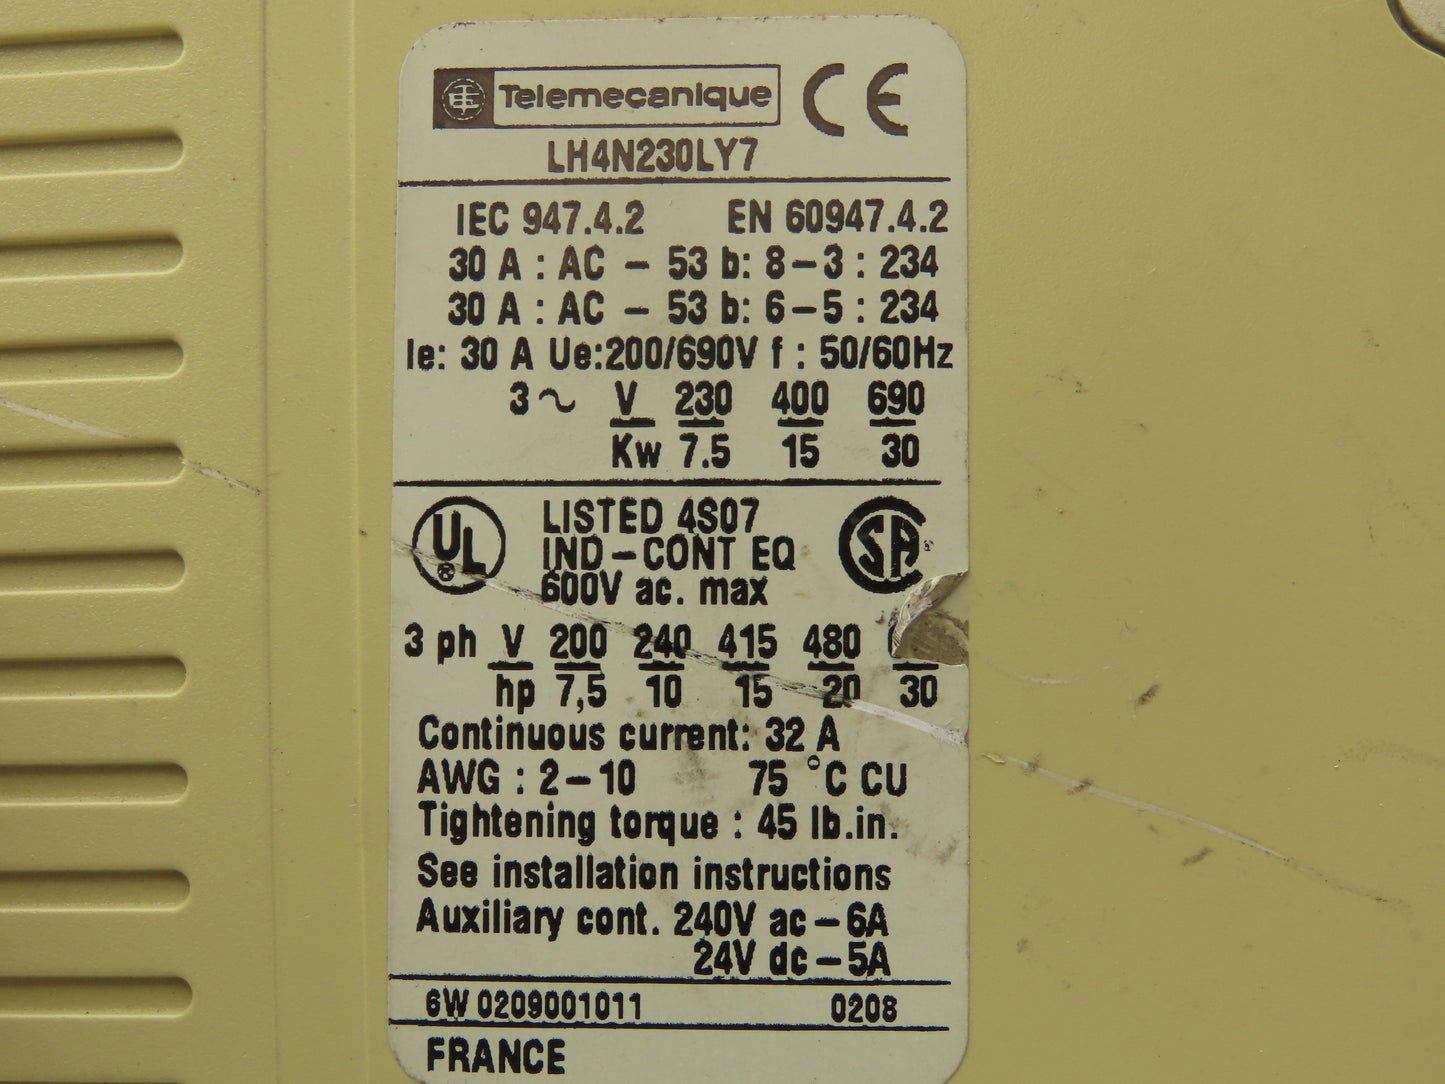 Telemecanique CE
LH4N230LY7
IEC 947.4.2 EN 60947.4.2
30 A : AC - 53 b: 8-3 : 234
30 A : AC - 53 b: 6-5 : 234
Ie: 30 A Ue:200/690V f : 50/60Hz
3~ V 230 400 690
Kw 7.5 15 30
UL ® LISTED 4S07 SA
IND-CONT EQ
600V ac. max
3 ph V 200 240 415 480
hp 7,5 10 15 20 30
Continuous current: 32 A
AWG : 2-10 75 °C CU
Tightening torque : 45 lb.in.
See installation instructions
Auxiliary cont. 240V ac-6A
24V dc-5A
6W 0209001011 0208
FRANCE